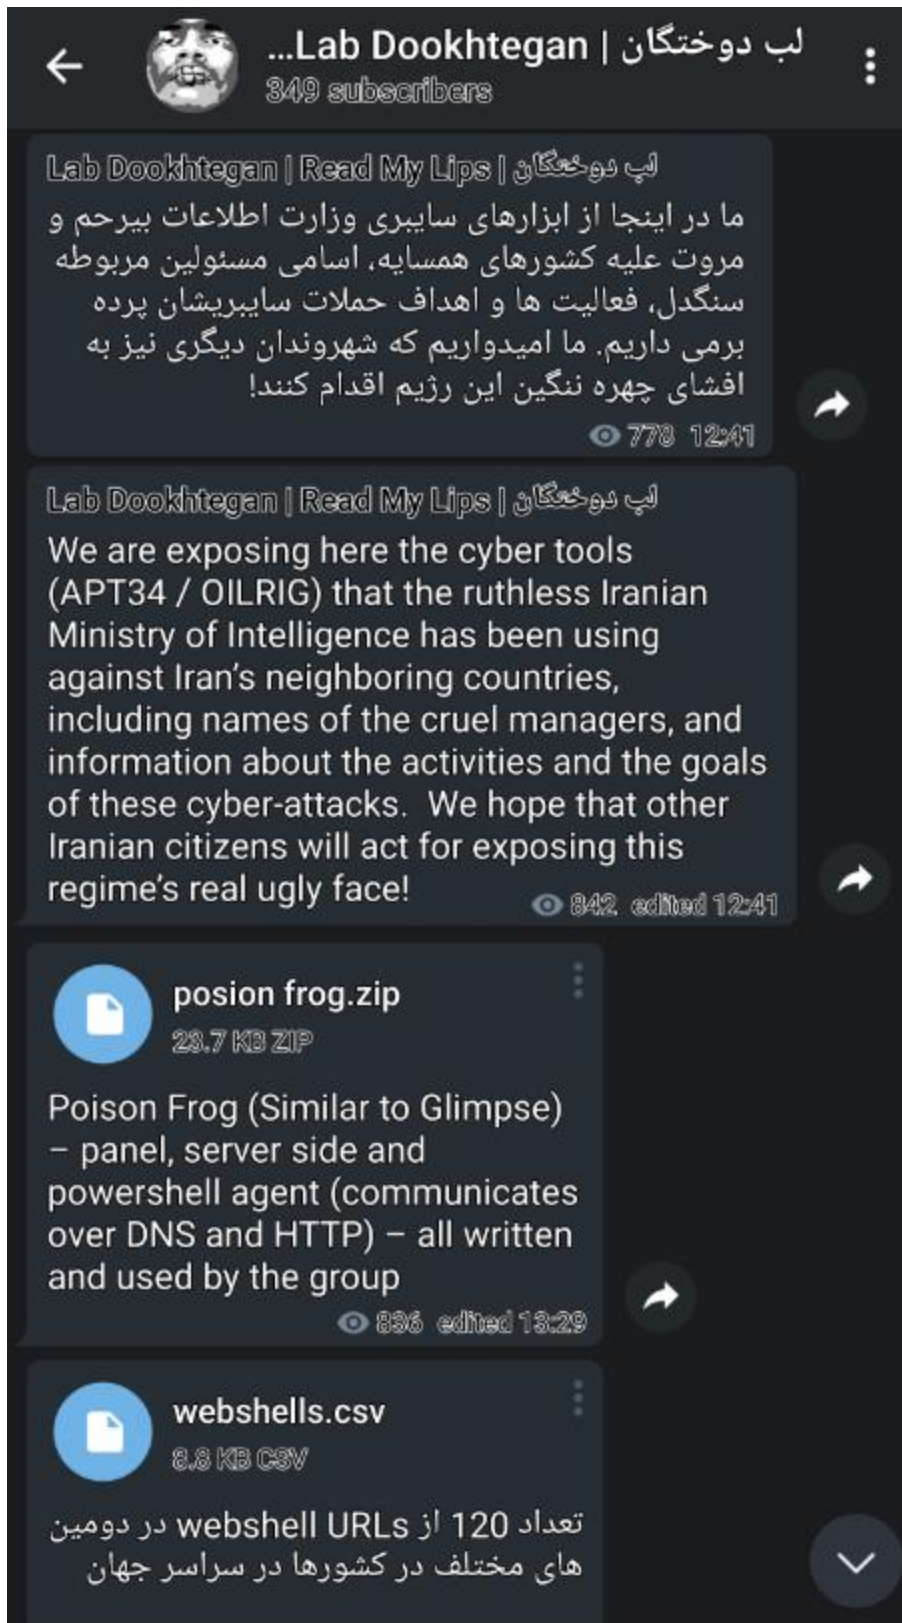 ...Lab Dookhtegan | لب دوختگان
349 subscribers
Lab Dookhtegan | Read My Lips | لب دوختگان
ما در اینجا از ابزارهای سایبری وزارت اطلاعات بیرحم و
مروت علیه کشورهای همسایه، اسامی مسئولین مربوطه
سنگدل، فعالیت ها و اهداف حملات سایبریشان پرده
برمی داریم. ما امیدواریم که شهروندان دیگری نیز به
افشای چهره ننگین این رژیم اقدام کنند!
778 12:41
Lab Dookhtegan | Read My Lips | لب دوختگان
We are exposing here the cyber tools
(APT34 / OILRIG) that the ruthless Iranian
Ministry of Intelligence has been using
against Iran’s neighboring countries,
including names of the cruel managers, and
information about the activities and the goals
of these cyber-attacks.  We hope that other
Iranian citizens will act for exposing this
regime’s real ugly face!
842 edited 12:41
posion frog.zip
23.7 KB ZIP
Poison Frog (Similar to Glimpse)
– panel, server side and
powershell agent (communicates
over DNS and HTTP) – all written
and used by the group
836 edited 13:29
webshells.csv
8.8 KB CSV
تعداد 120 از webshell URLs در دومین
های مختلف در کشورها در سراسر جهان